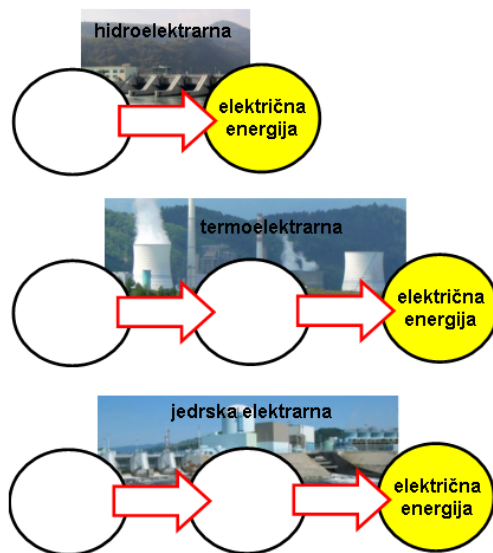 hidroelektrarna
električna
energija
termoelektrarna
električna
energija
jedrska elektrarna
električna
energija